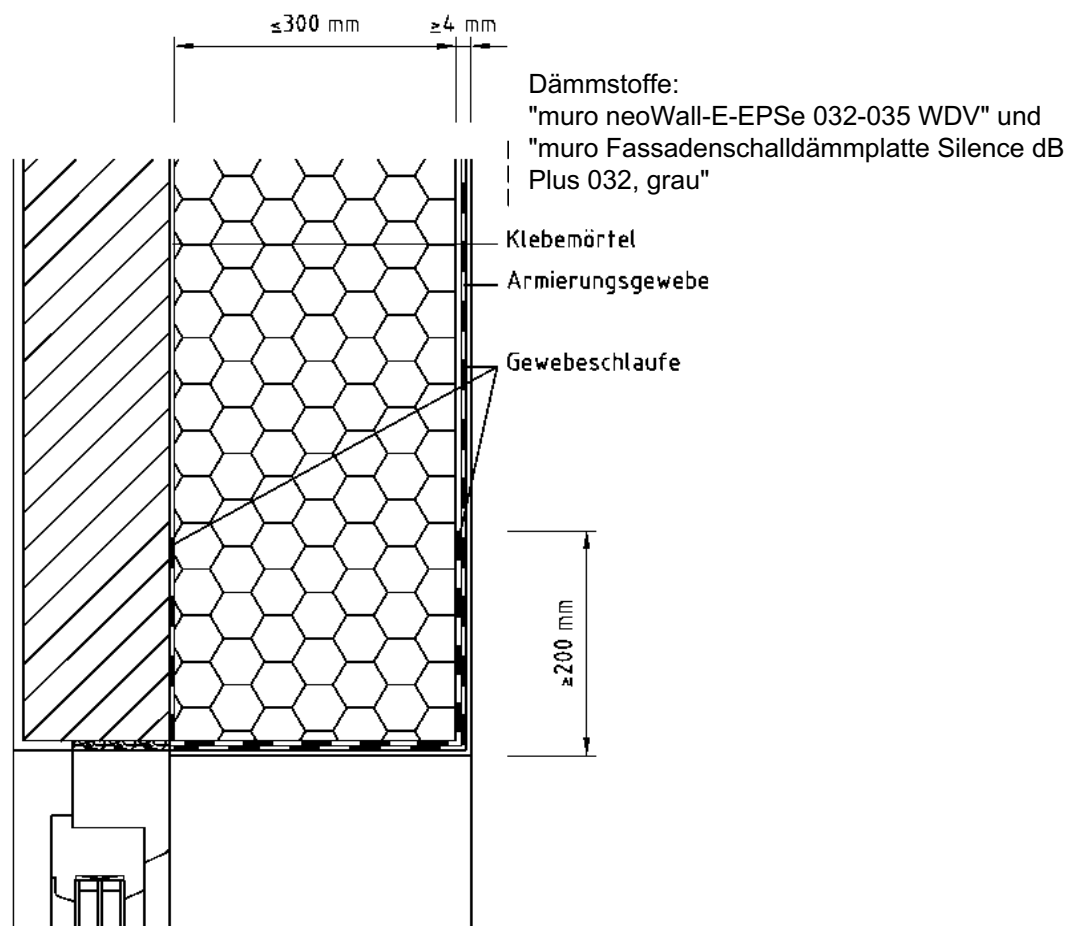 ≤300 mm
≥4 mm
Dämmstoffe:
"muro neoWall-E-EPSe 032-035 WDV" und
"muro Fassadenschalldämmplatte Silence dB
Plus 032, grau"
Klebemörtel
Armierungsgewebe
Gewebeschlaufe
≥200 mm